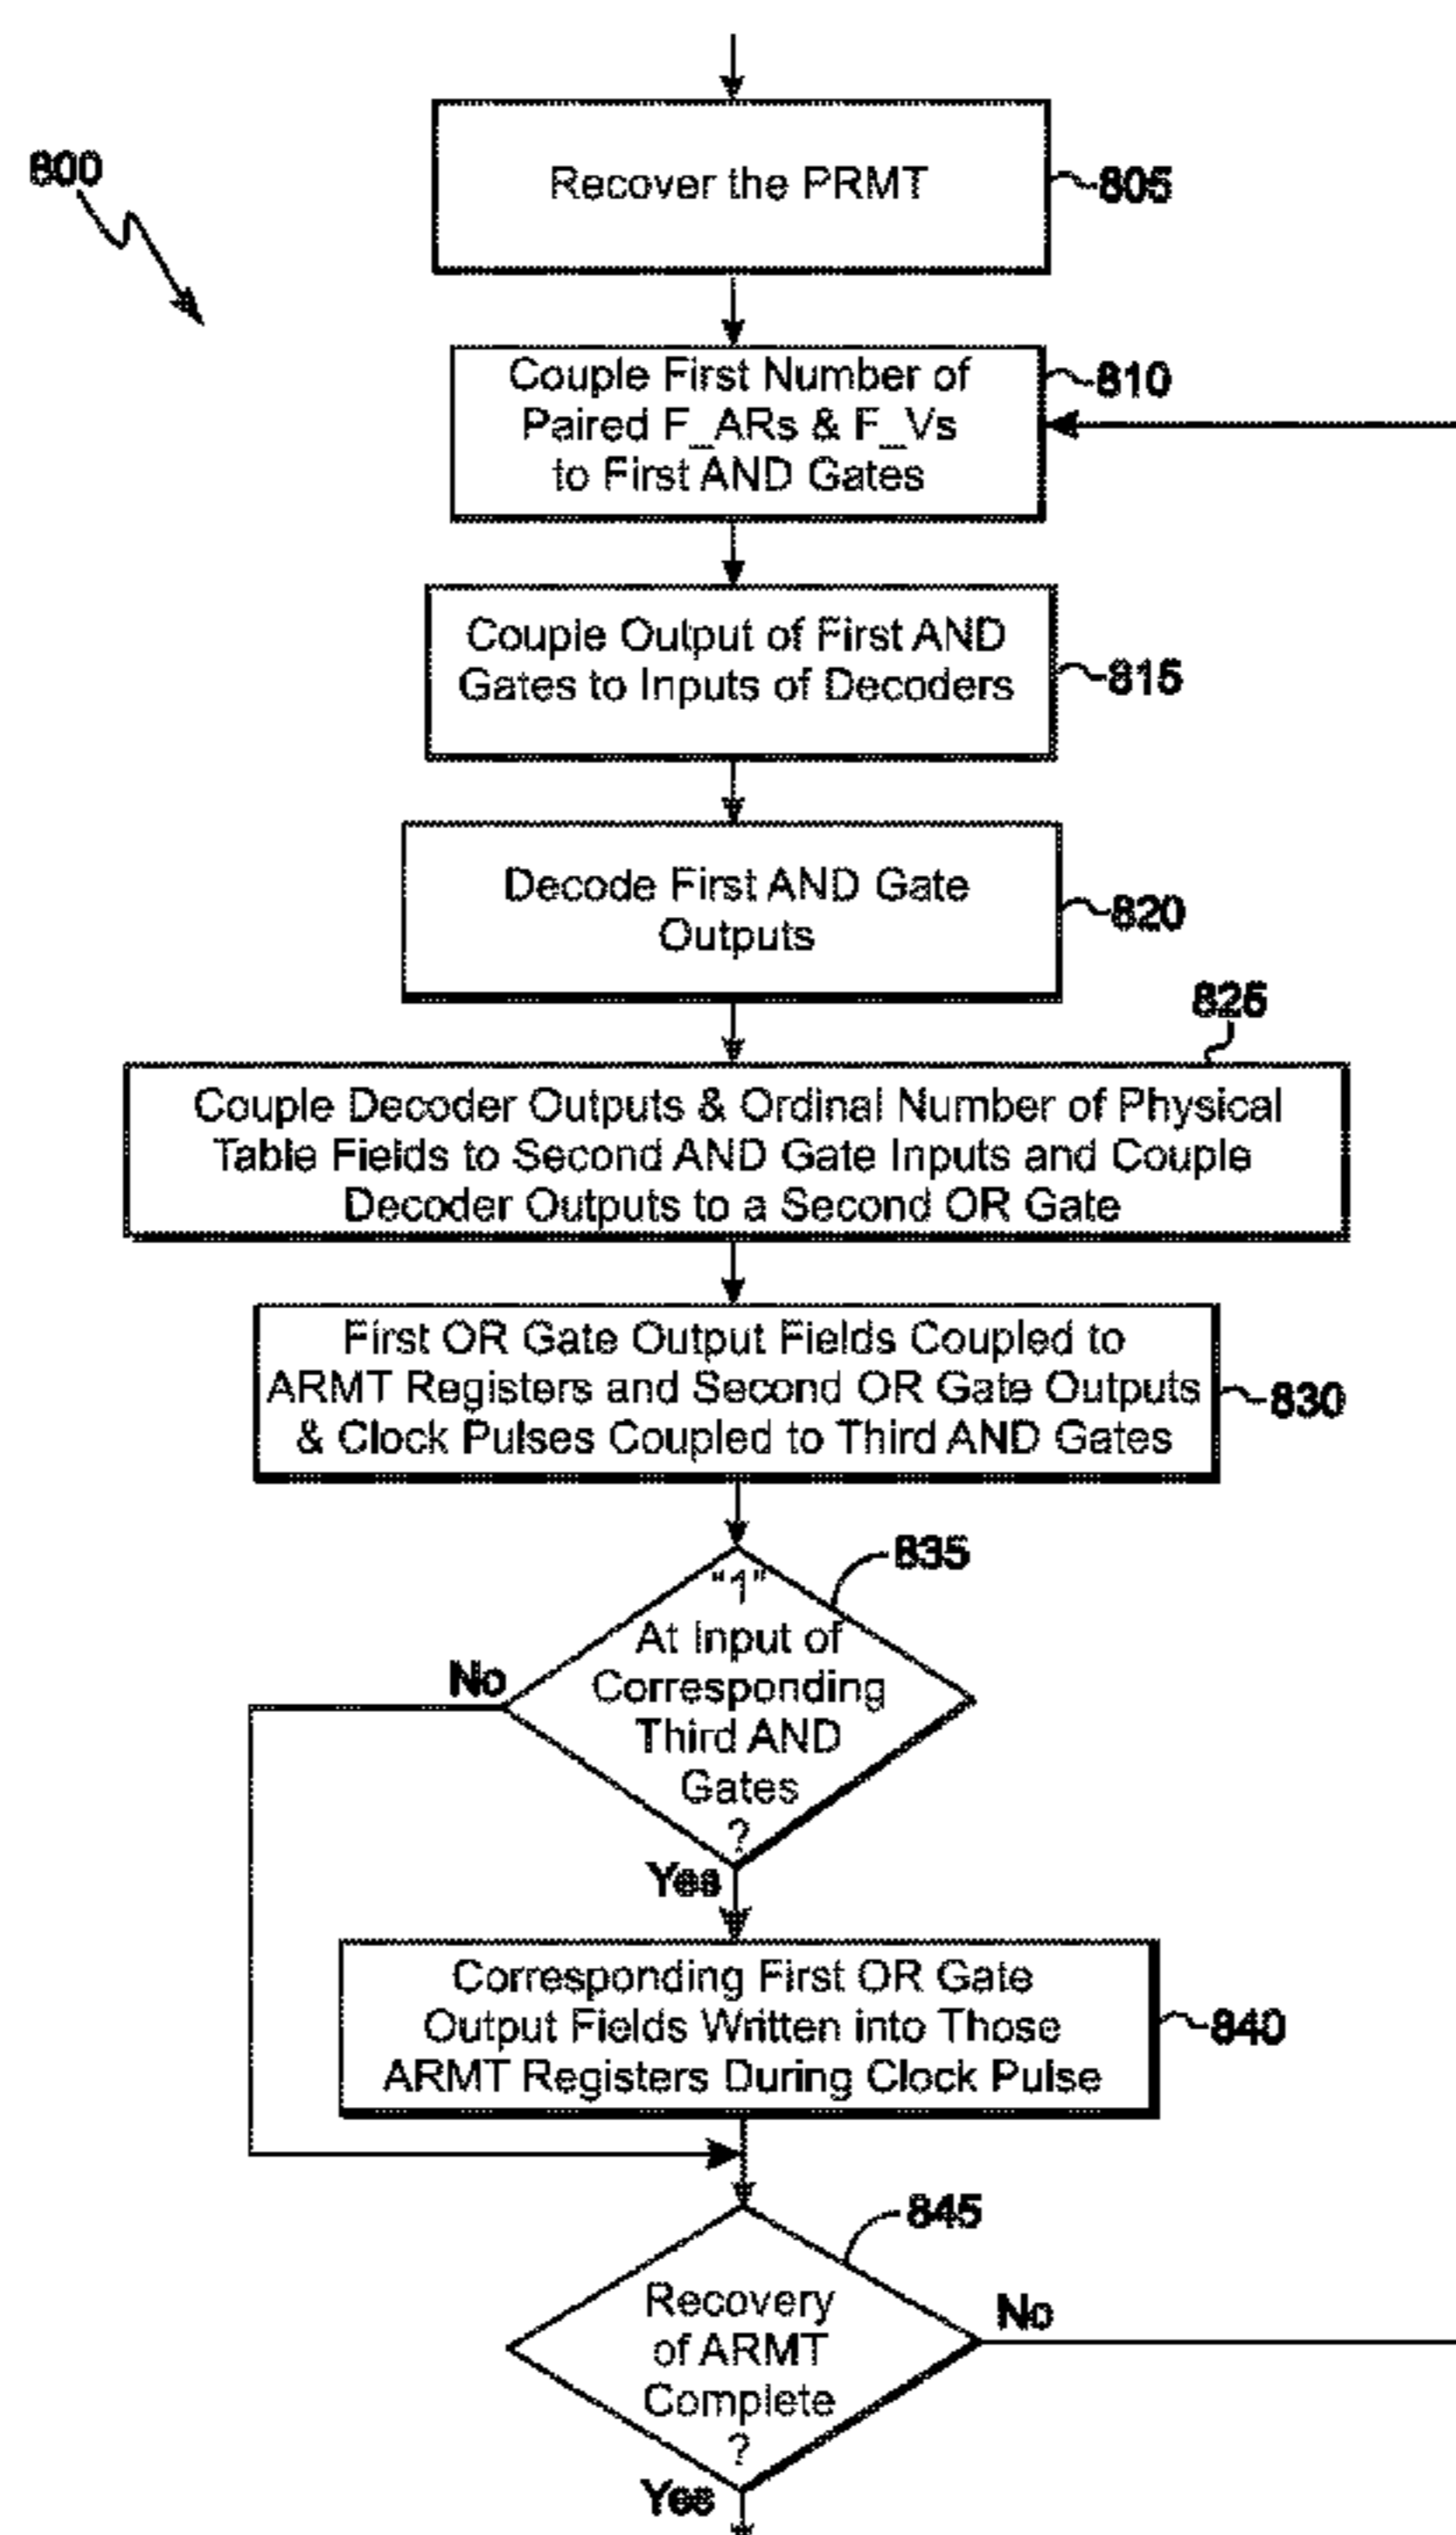 800
Recover the PRMT
805
Couple First Number of
Paired F_ARs & F_Vs
to First AND Gates
810
Couple Output of First AND
Gates to Inputs of Decoders
815
Decode First AND Gate
Outputs
820
825
Couple Decoder Outputs & Ordinal Number of Physical
Table Fields to Second AND Gate Inputs and Couple
Decoder Outputs to a Second OR Gate
First OR Gate Output Fields Coupled to
ARMT Registers and Second OR Gate Outputs
& Clock Pulses Coupled to Third AND Gates
830
835
"1"
At Input of
Corresponding
Third AND
Gates
?
No
Yes
Corresponding First OR Gate
Output Fields Written into Those
ARMT Registers During Clock Pulse
840
845
Recovery
of ARMT
Complete
?
No
Yes